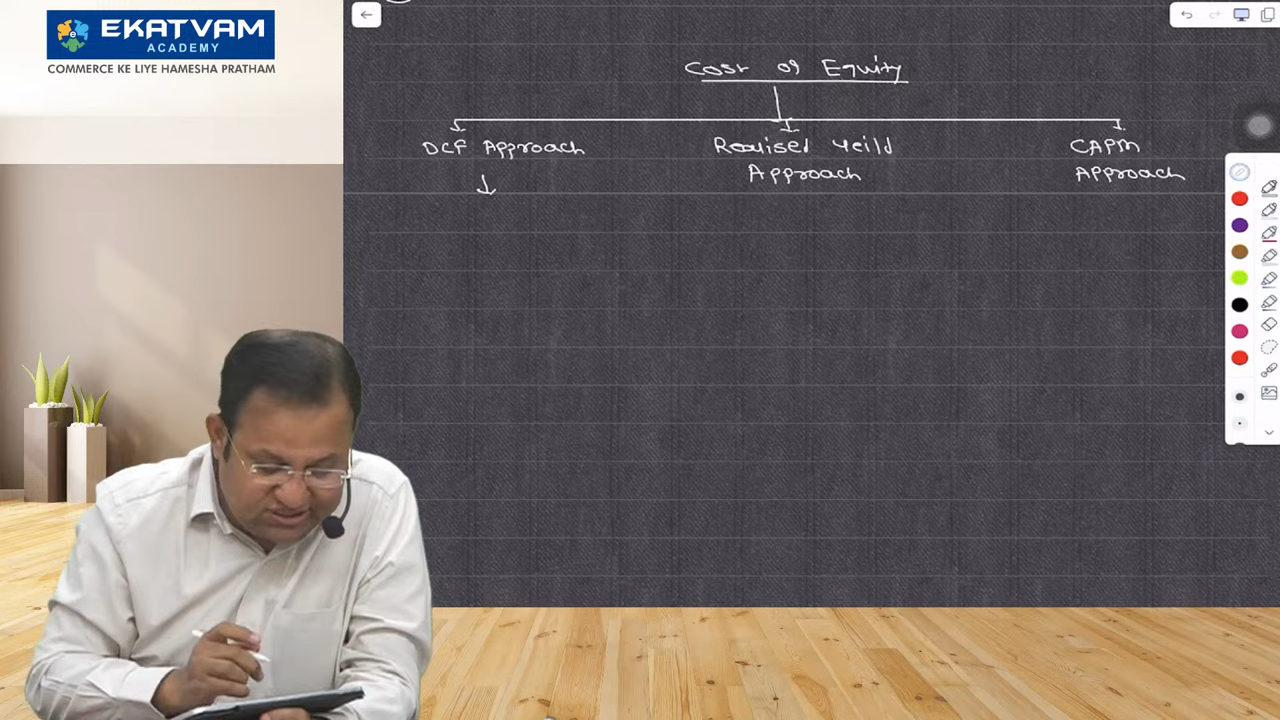 EKATVAM
ACADEMY
COMMERCE KE LIYE HAMESHA PRATHAM
Cost of Equity
DCF Approach
Realised Yeild
Approach
CAPM
Approach